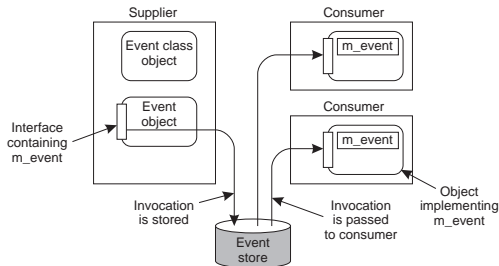 Supplier
Consumer
Event class
object
m_event
Event
object
Consumer
m_event
Interface
containing
m_event
Invocation
is stored
Invocation
is passed
to consumer
Object
implementing
m_event
Event
store